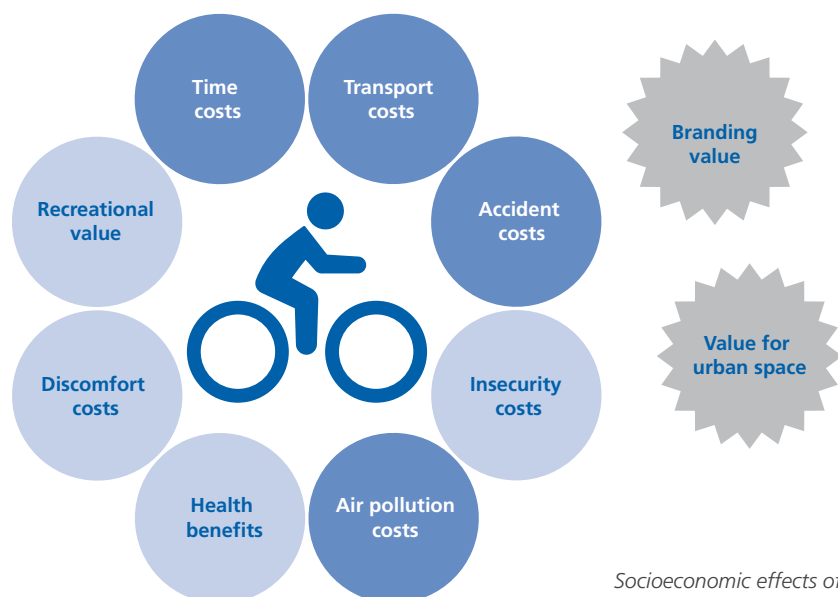 Time
costs
Transport
costs
Branding
value
Recreational
value
Accident
costs
Value for
urban space
Discomfort
costs
Insecurity
costs
Health
benefits
Air pollution
costs
Socioeconomic effects of